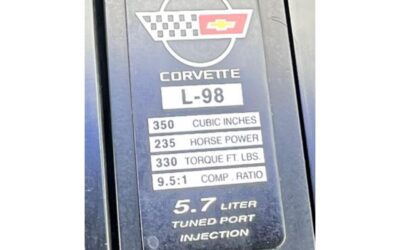 CORVETTE
L-98
350 CUBIC INCHES
235 HORSE POWER
330 TORQUE FT. LBS.
9.5:1 COMP. RATIO
5.7 LITER
TUNED PORT
INJECTION